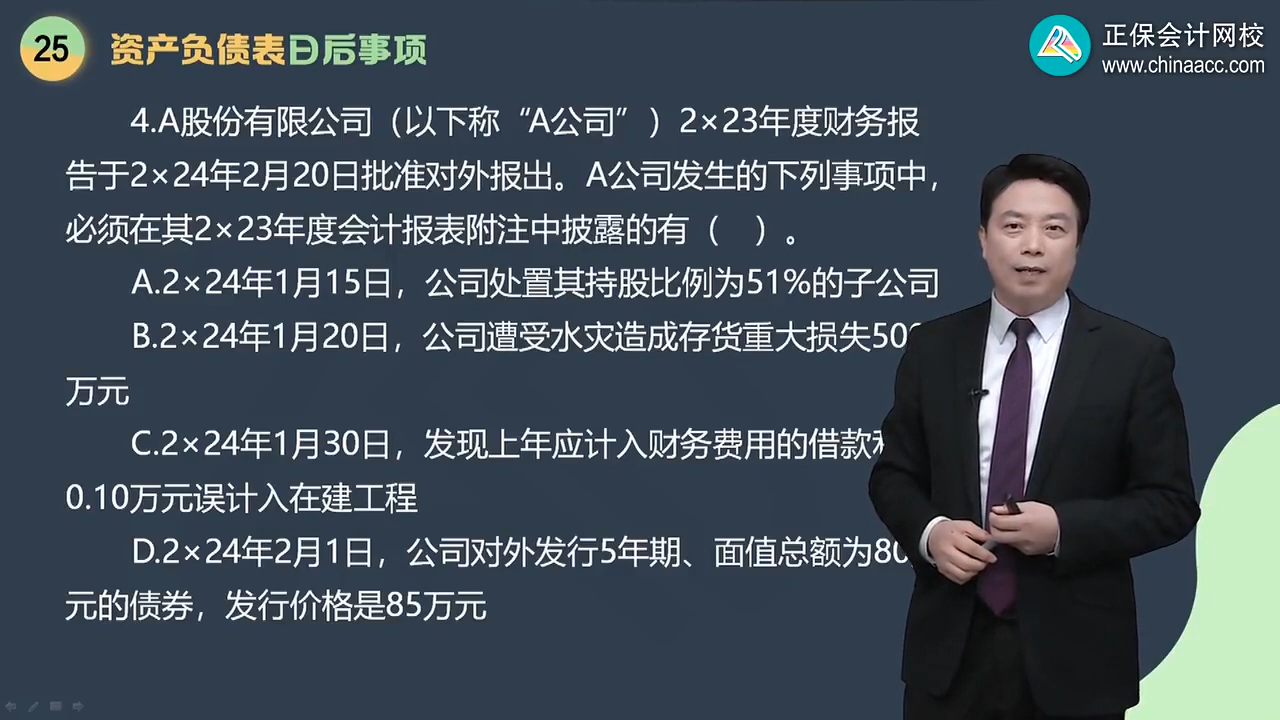 25 资产负债表日后事项
正保会计网校
www.chinaacc.com
4.A股份有限公司（以下称“A公司”）2×23年度财务报
告于2×24年2月20日批准对外报出。A公司发生的下列事项中，
必须在其2×23年度会计报表附注中披露的有（ ）。
A.2×24年1月15日，公司处置其持股比例为51%的子公司
B.2×24年1月20日，公司遭受水灾造成存货重大损失50
万元
C.2×24年1月30日，发现上年应计入财务费用的借款
0.10万元误计入在建工程
D.2×24年2月1日，公司对外发行5年期、面值总额为80
元的债券，发行价格是85万元